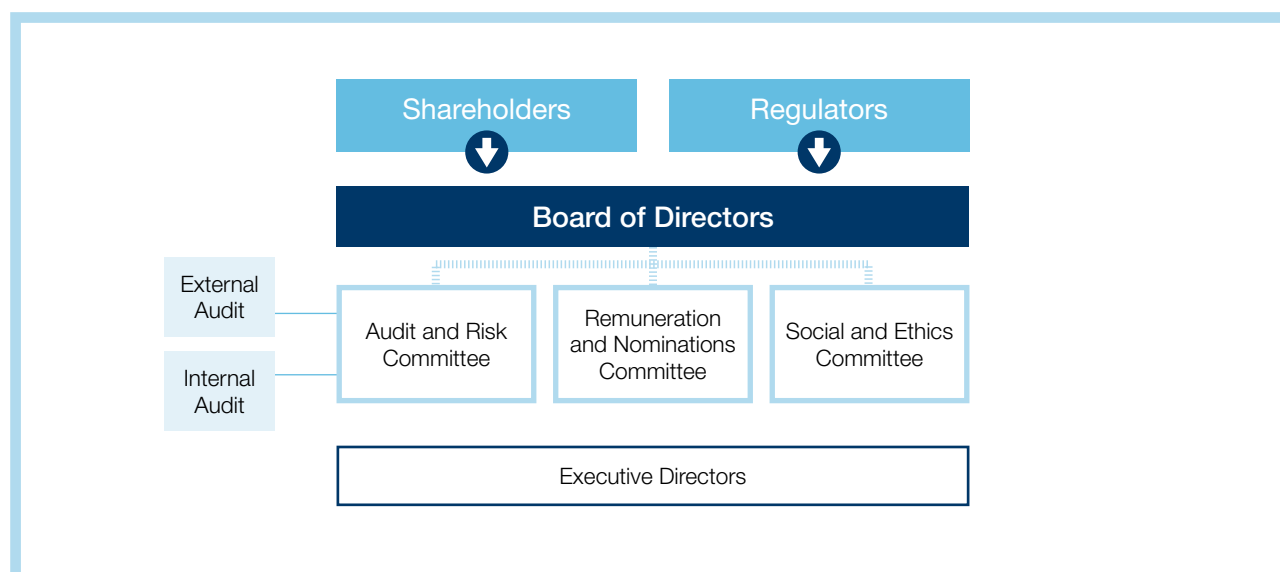 Shareholders
Regulators
Board of Directors
External
Audit
Internal
Audit
Audit and Risk
Committee
Remuneration
and Nominations
Committee
Social and Ethics
Committee
Executive Directors